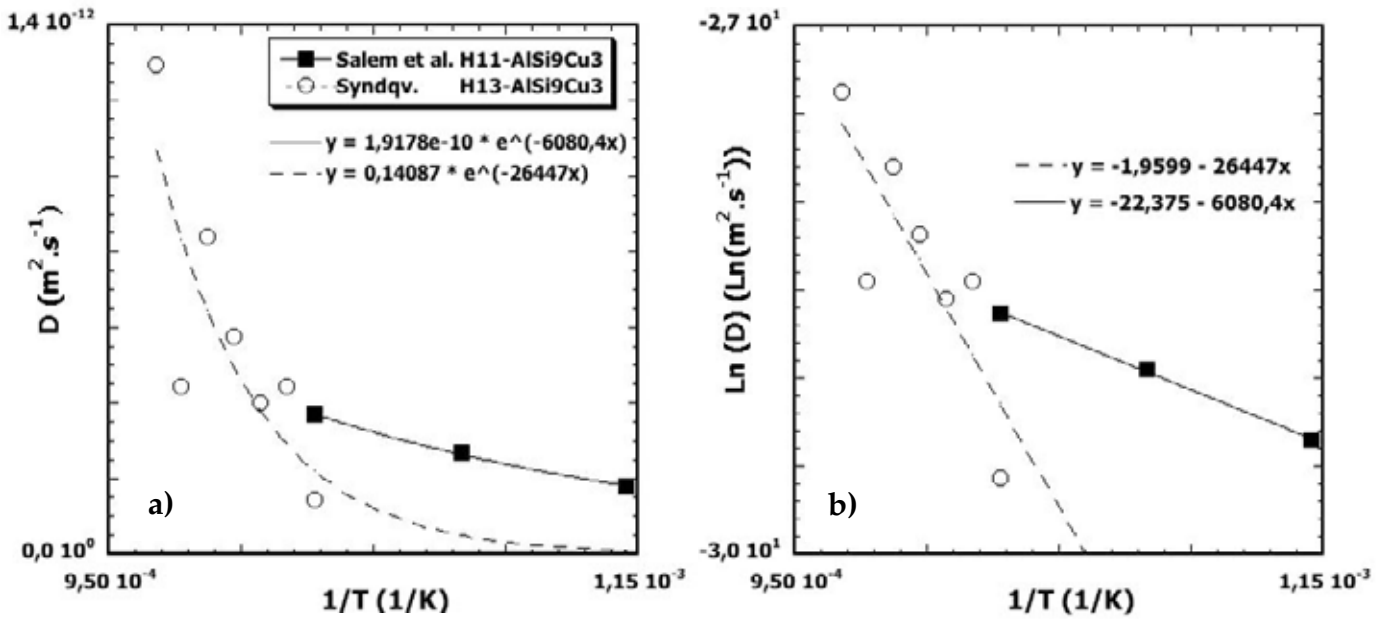 1,4 10⁻¹²
Salem et al. H11-AlSi9Cu3
Syndqv. H13-AlSi9Cu3
y = 1,9178e-10 * e^(-6080,4x)
y = 0,14087 * e^(-26447x)
D (m².s⁻¹)
a)
0,0 10⁰
9,50 10⁻⁴
1,15 10⁻³
1/T (1/K)
-2,7 10¹
y = -1,9599 - 26447x
y = -22,375 - 6080,4x
Ln (D) (Ln(m².s⁻¹))
b)
-3,0 10¹
9,50 10⁻⁴
1,15 10⁻³
1/T (1/K)